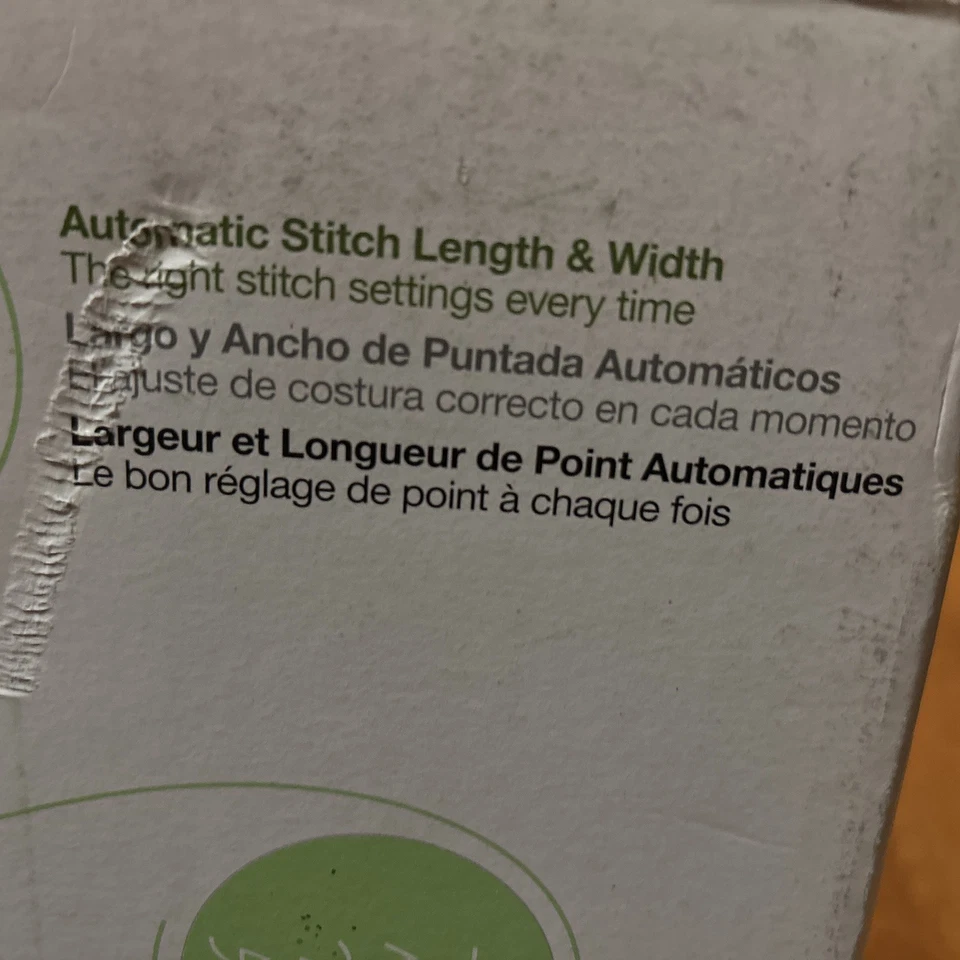 Automatic Stitch Length & Width
The right stitch settings every time
Largo y Ancho de Puntada Automáticos
El ajuste de costura correcto en cada momento
Largeur et Longueur de Point Automatiques
Le bon réglage de point à chaque fois